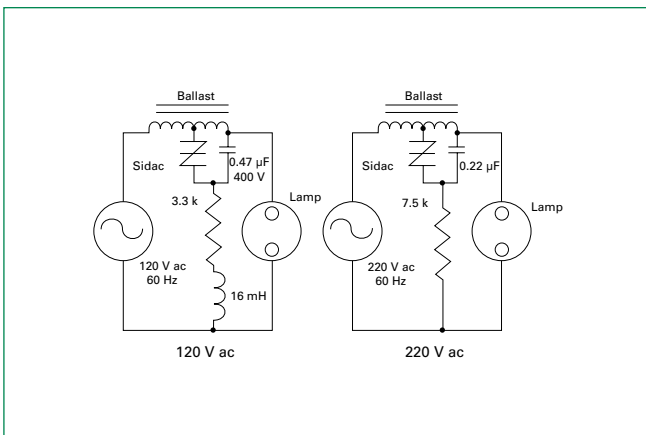 Ballast
Sidac
0.47 µF
400 V
3.3 k
Lamp
120 V ac
60 Hz
16 mH
120 V ac
Ballast
Sidac
0.22 µF
7.5 k
Lamp
220 V ac
60 Hz
220 V ac